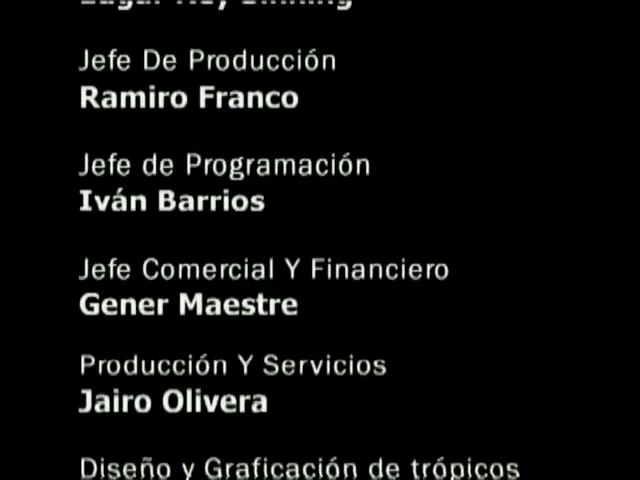 Jefe De Producción
Ramiro Franco
Jefe de Programación
Iván Barrios
Jefe Comercial Y Financiero
Gener Maestre
Producción Y Servicios
Jairo Olivera
Diseño y Graficación de trópicos